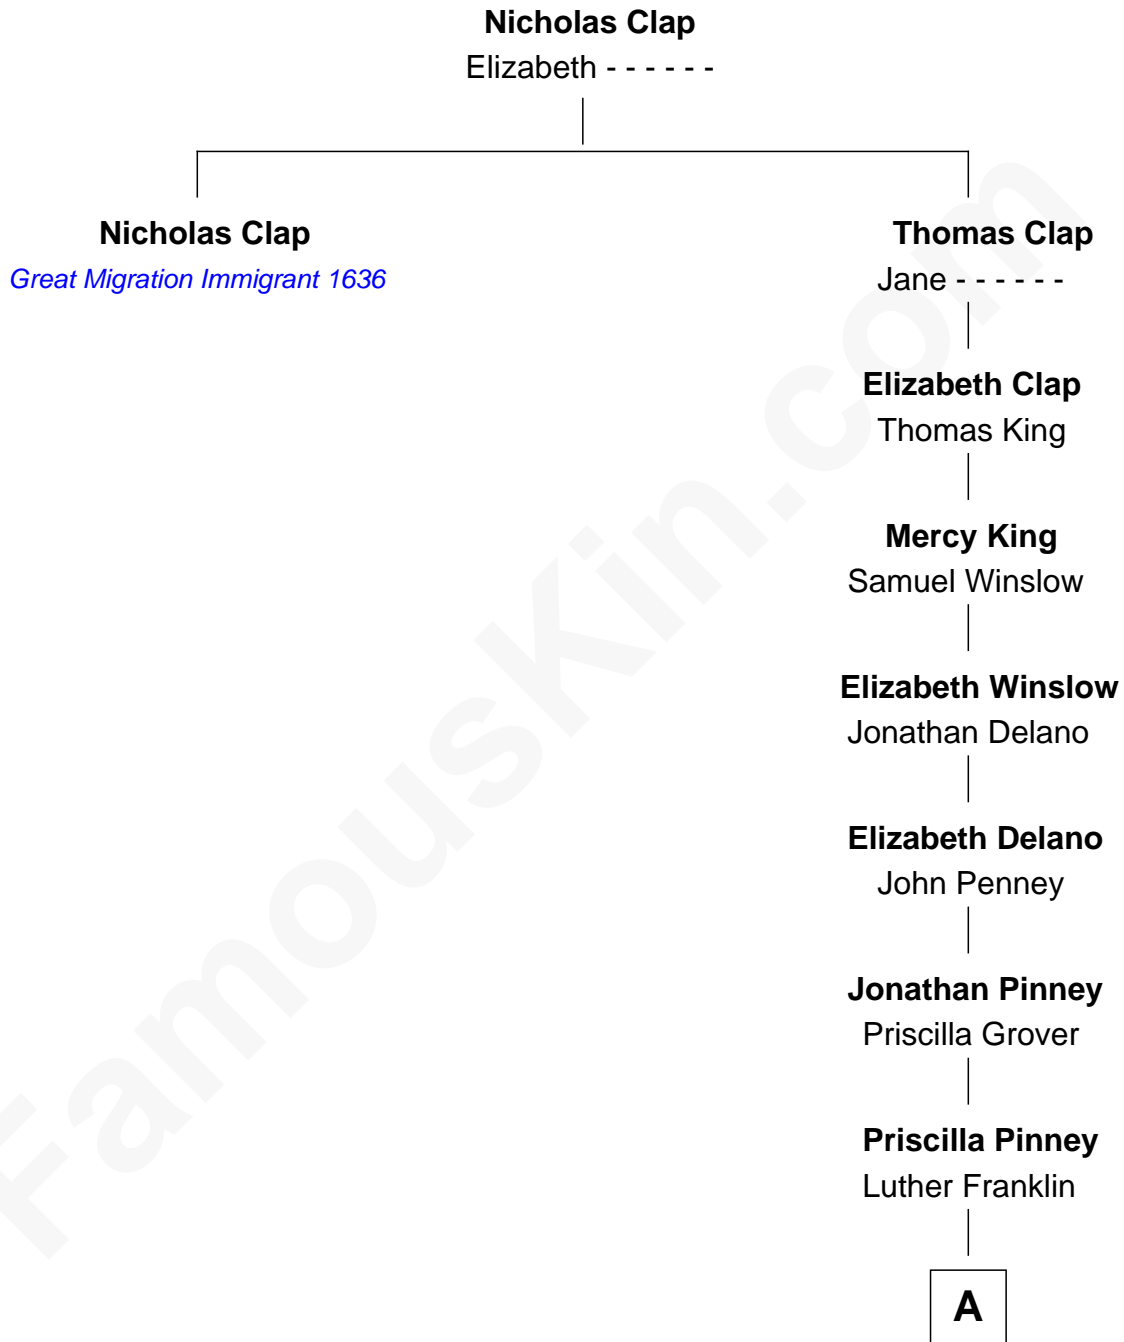 Nicholas Clap
Elizabeth - - - - - -
Nicholas Clap
Great Migration Immigrant 1636
Thomas Clap
Jane - - - - - -
Elizabeth Clap
Thomas King
Mercy King
Samuel Winslow
Elizabeth Winslow
Jonathan Delano
Elizabeth Delano
John Penney
Jonathan Pinney
Priscilla Grover
Priscilla Pinney
Luther Franklin
A
FamousKin.com